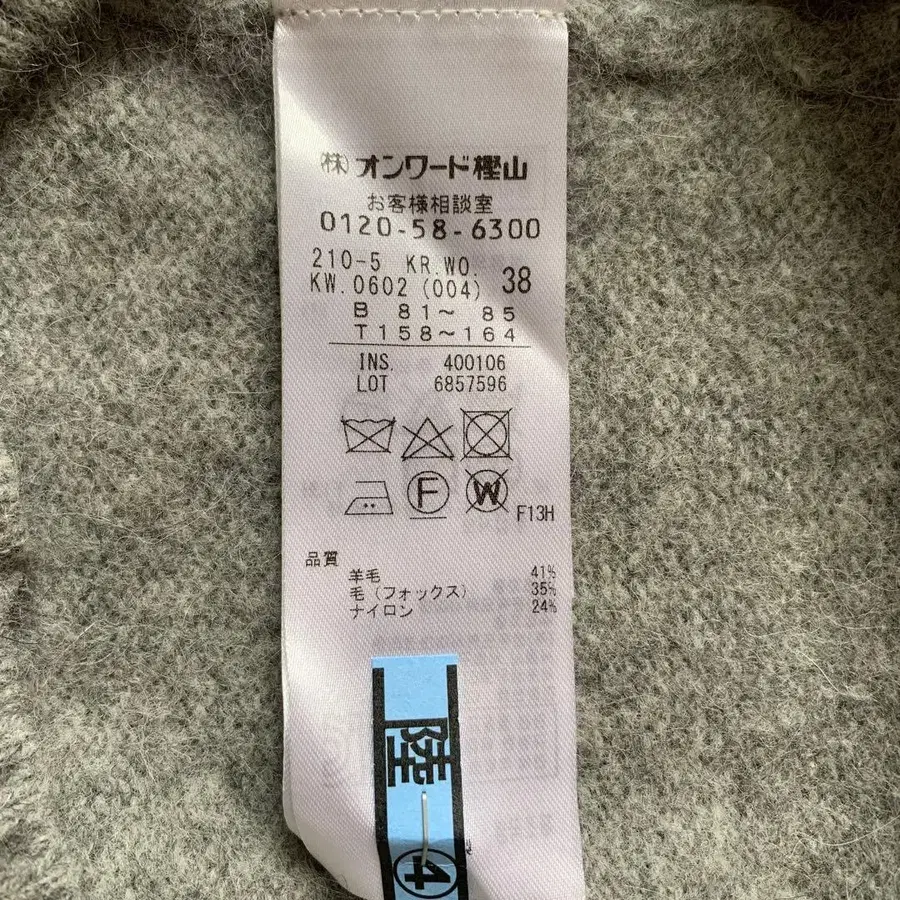 ㈱オンワード樫山
お客様相談室
0120-58-6300
210-5 KR.WO. 38
KW.0602 (004)
B 81～ 85
T 158～164
INS. 400106
LOT 6857596
F W
F13H
品質
羊毛 41%
毛(フォックス) 35%
ナイロン 24%
陸
④